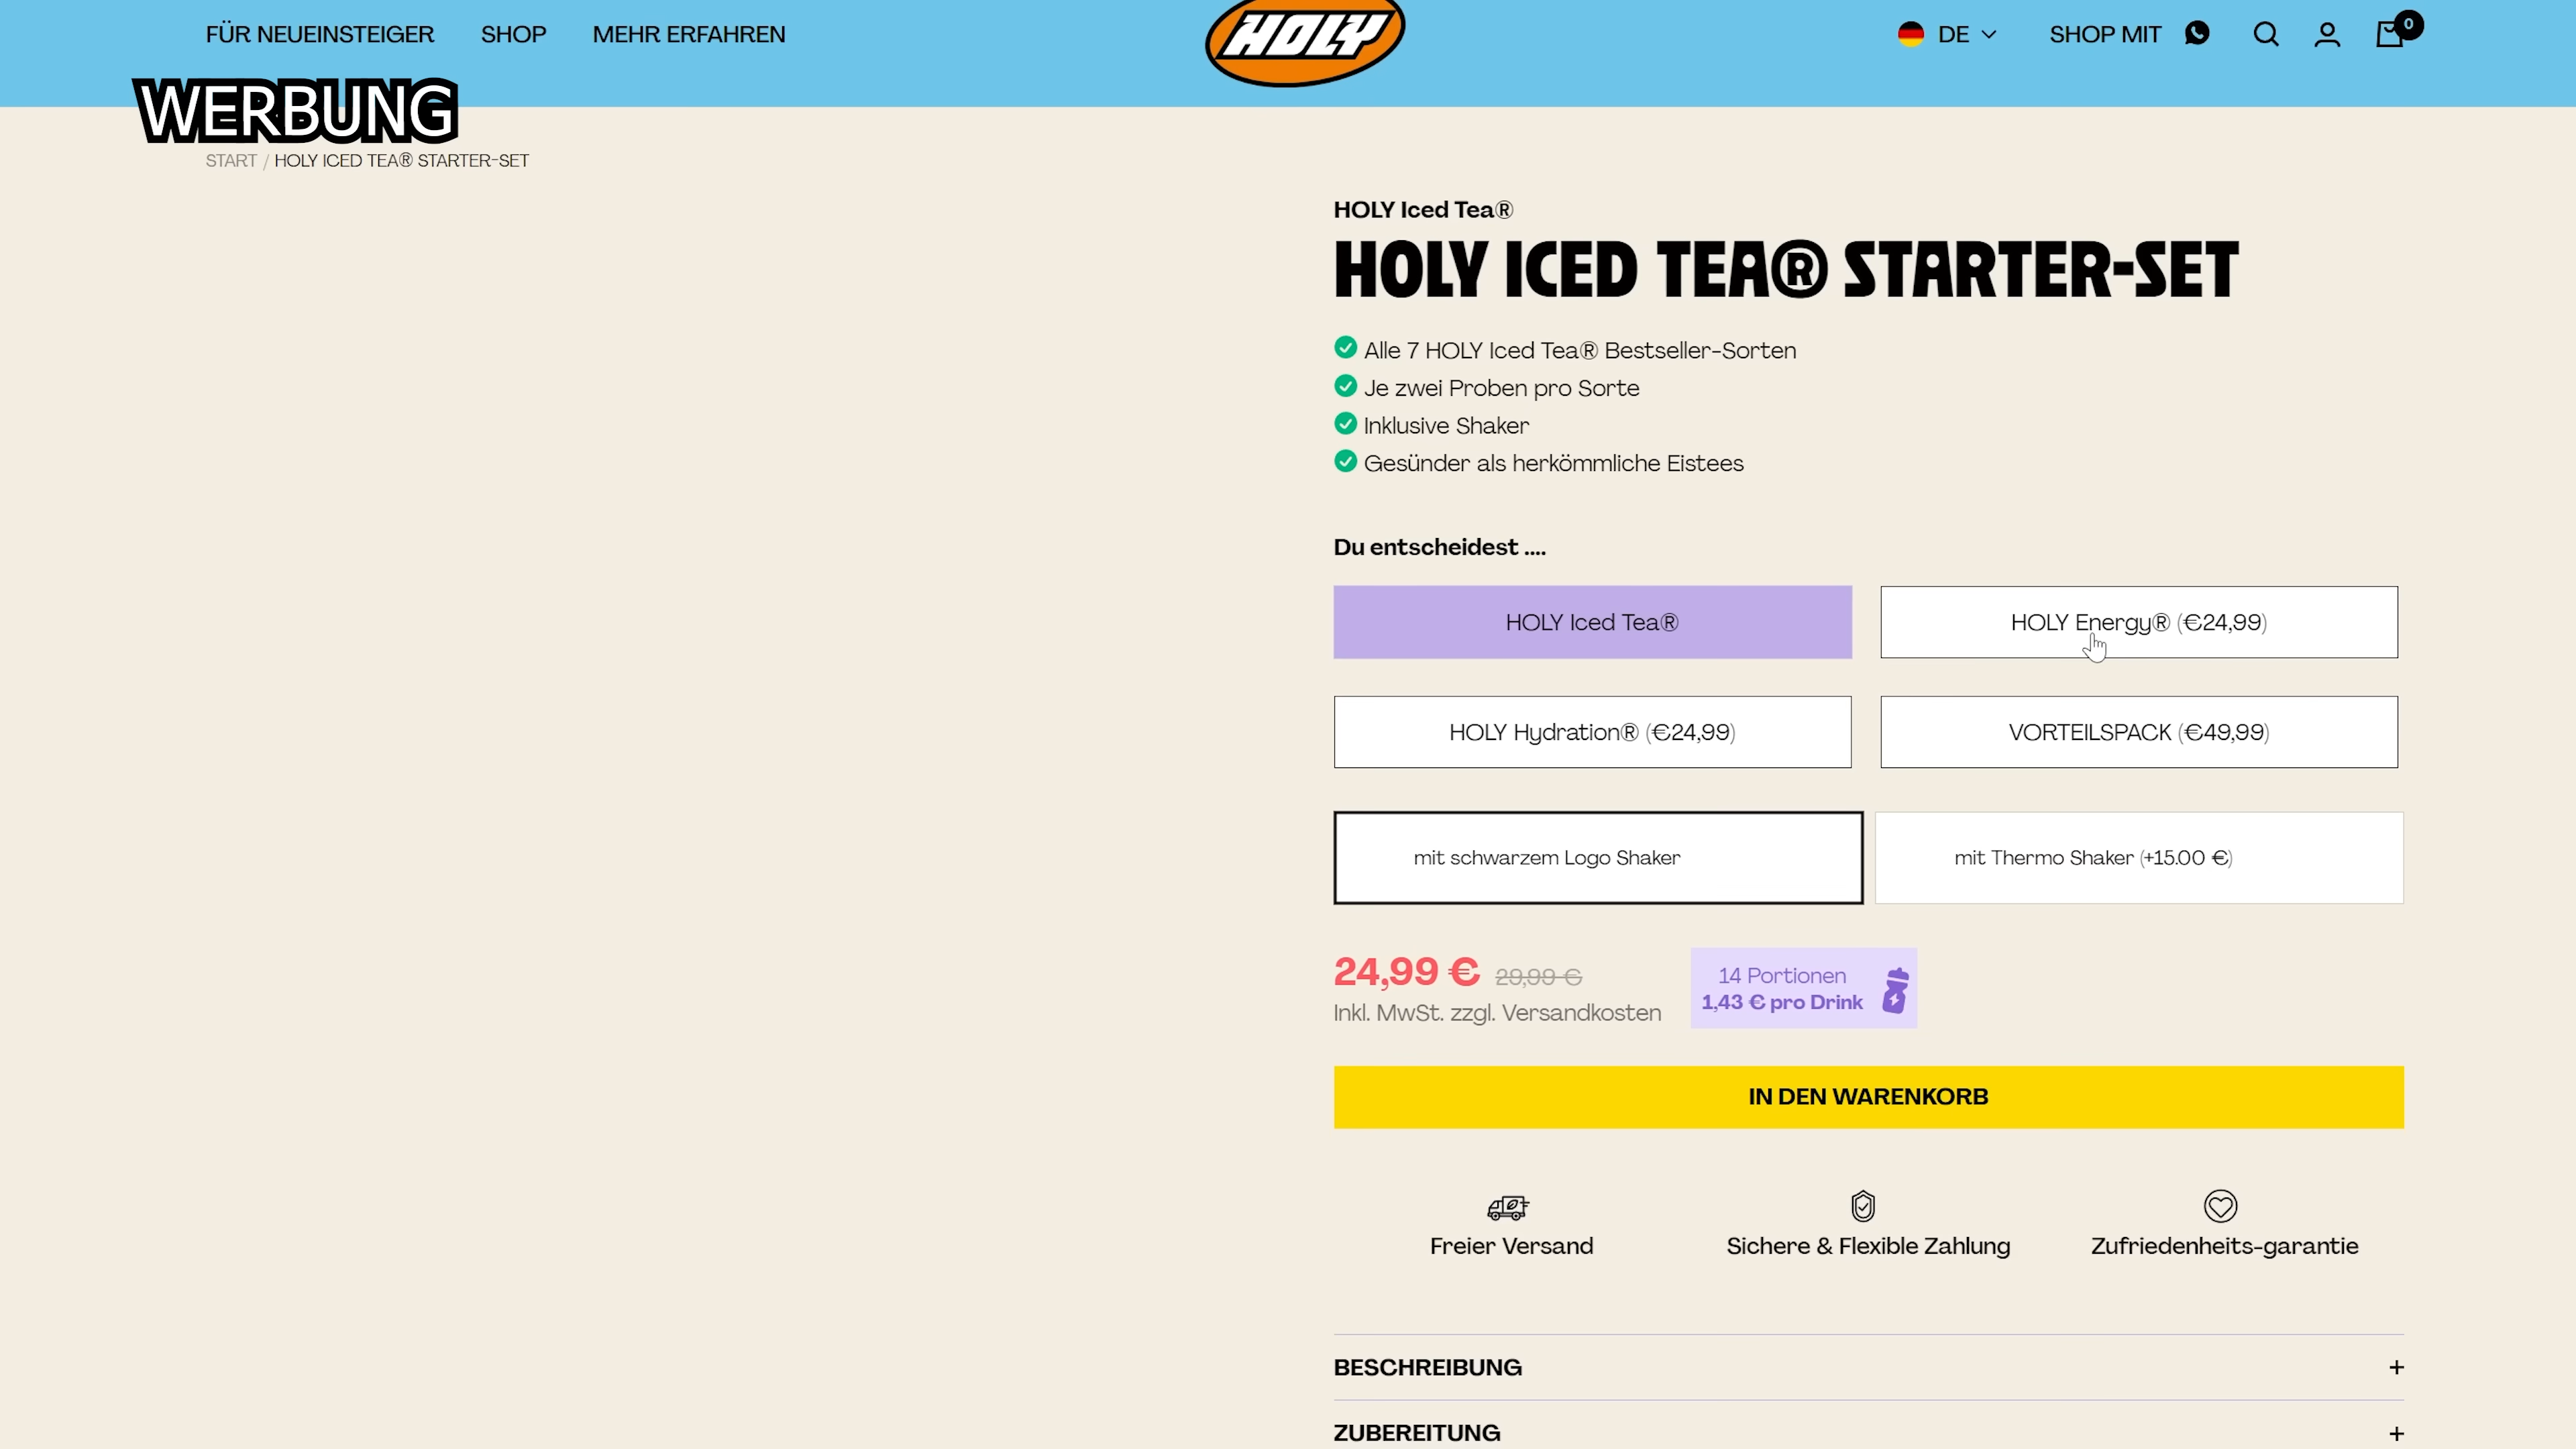 FÜR NEUEINSTEIGER SHOP MEHR ERFAHREN HOLY DE SHOP MIT 0
WERBUNG
START / HOLY ICED TEA® STARTER-SET
HOLY Iced Tea®
HOLY ICED TEA® STARTER-SET
Alle 7 HOLY Iced Tea® Bestseller-Sorten
Je zwei Proben pro Sorte
Inklusive Shaker
Gesünder als herkömmliche Eistees
Du entscheidest ....
HOLY Iced Tea® HOLY Energy® (€24,99)
HOLY Hydration® (€24,99) VORTEILSPACK (€49,99)
mit schwarzem Logo Shaker mit Thermo Shaker (+15.00 €)
24,99 € 29,99 € 14 Portionen
Inkl. MwSt. zzgl. Versandkosten 1,43 € pro Drink
IN DEN WARENKORB
Freier Versand Sichere & Flexible Zahlung Zufriedenheits-garantie
BESCHREIBUNG +
ZUBEREITUNG +